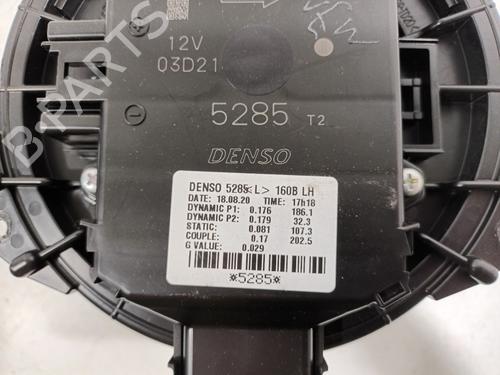 12V
03D21
5285 T2
DENSO
DENSO 5285<L> 160B LH
DATE: 18.08.20 TIME: 17h18
DYNAMIC P1: 0.176 186.1
DYNAMIC P2: 0.179 32.3
STATIC: 0.081 107.3
COUPLE: 0.17 202.5
G VALUE: 0.029
*5285*
B-PARTS